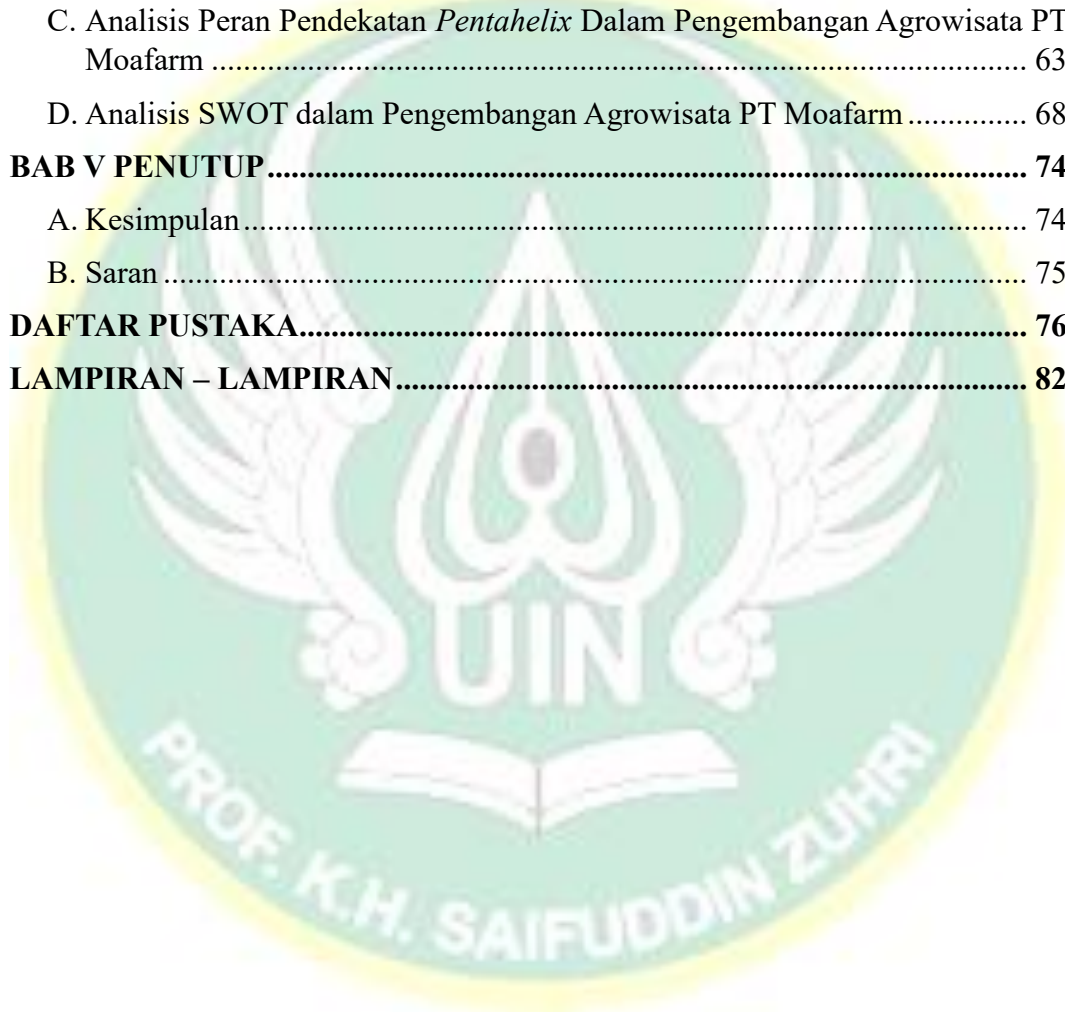 C. Analisis Peran Pendekatan Pentahelix Dalam Pengembangan Agrowisata PT
Moafarm ........................................................................................................ 63
D. Analisis SWOT dalam Pengembangan Agrowisata PT Moafarm ............... 68
BAB V PENUTUP ................................................................................................. 74
A. Kesimpulan .................................................................................................... 74
B. Saran .............................................................................................................. 75
DAFTAR PUSTAKA ............................................................................................. 76
LAMPIRAN – LAMPIRAN ................................................................................. 82
UIN
PROF. K.H. SAIFUDDIN ZUHRI